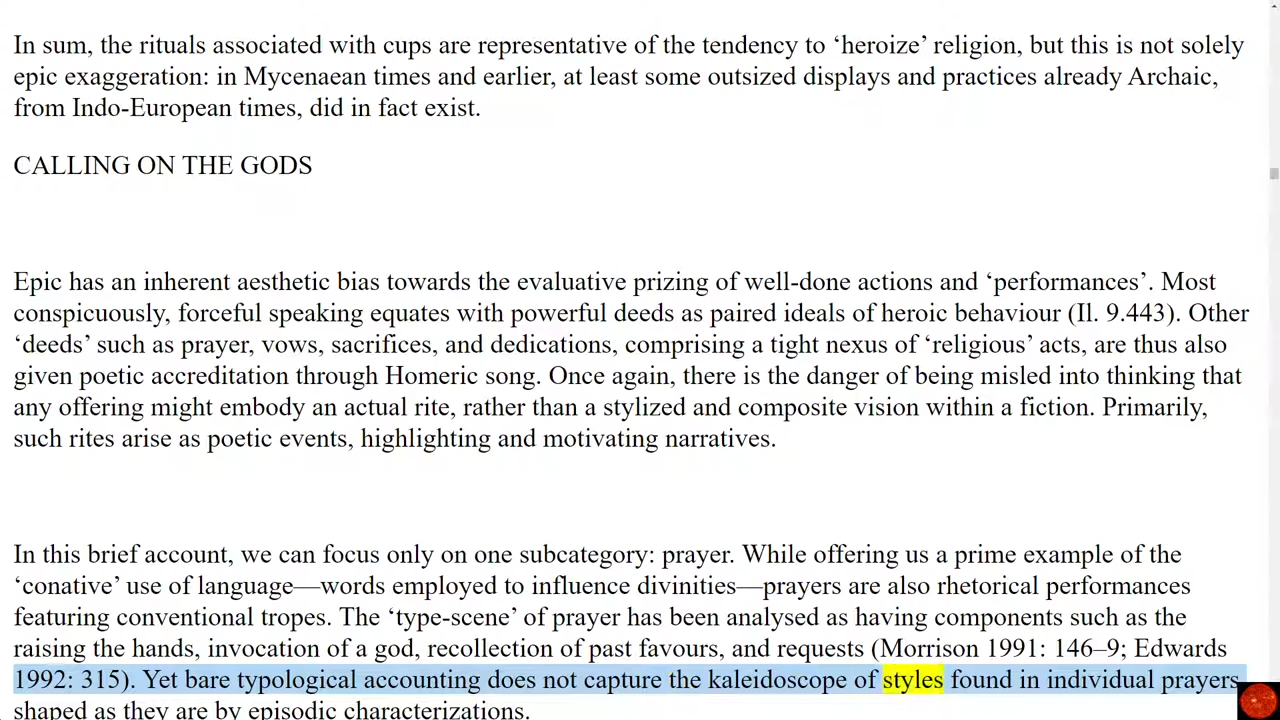 In sum, the rituals associated with cups are representative of the tendency to ‘heroize’ religion, but this is not solely
epic exaggeration: in Mycenaean times and earlier, at least some outsized displays and practices already Archaic,
from Indo-European times, did in fact exist.
CALLING ON THE GODS
Epic has an inherent aesthetic bias towards the evaluative prizing of well-done actions and ‘performances’. Most
conspicuously, forceful speaking equates with powerful deeds as paired ideals of heroic behaviour (Il. 9.443). Other
‘deeds’ such as prayer, vows, sacrifices, and dedications, comprising a tight nexus of ‘religious’ acts, are thus also
given poetic accreditation through Homeric song. Once again, there is the danger of being misled into thinking that
any offering might embody an actual rite, rather than a stylized and composite vision within a fiction. Primarily,
such rites arise as poetic events, highlighting and motivating narratives.
In this brief account, we can focus only on one subcategory: prayer. While offering us a prime example of the
‘conative’ use of language—words employed to influence divinities—prayers are also rhetorical performances
featuring conventional tropes. The ‘type-scene’ of prayer has been analysed as having components such as the
raising the hands, invocation of a god, recollection of past favours, and requests (Morrison 1991: 146–9; Edwards
1992: 315). Yet bare typological accounting does not capture the kaleidoscope of styles found in individual prayers
shaped as they are by episodic characterizations.